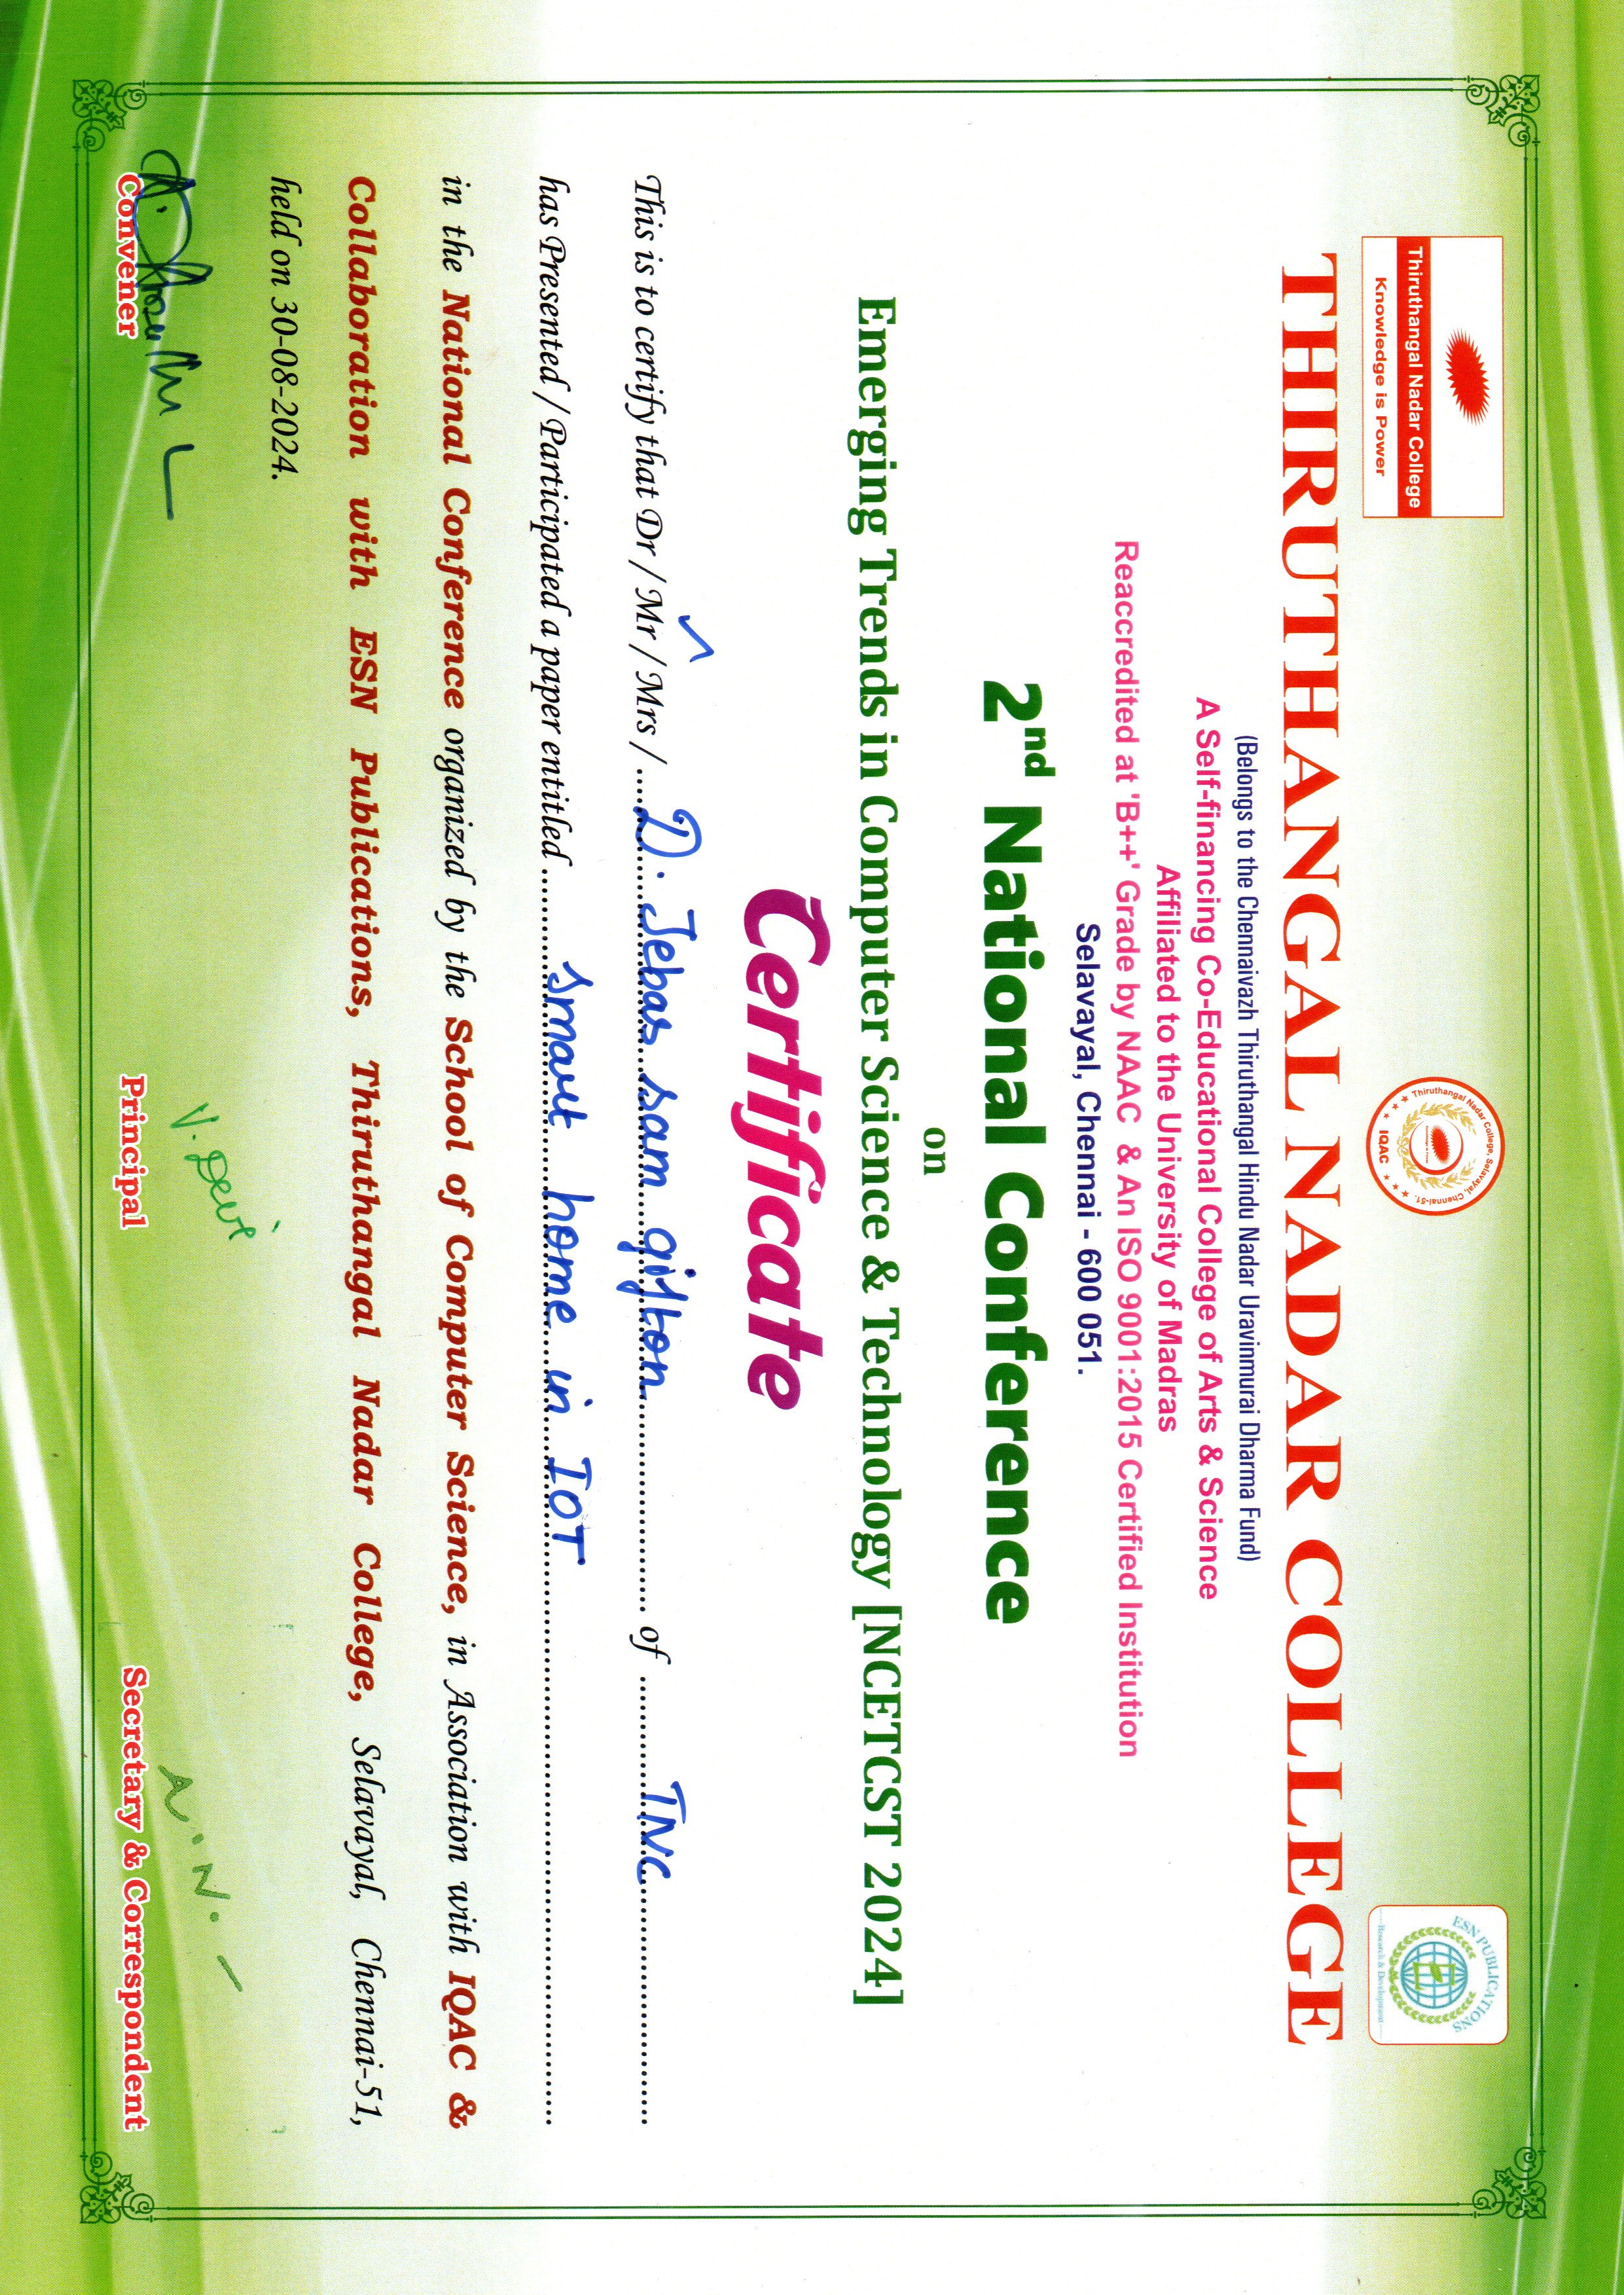 Thiruthangal Nadar College
Knowledge is Power
Thiruthangal Nadar College, Selavayal, Chennai-51.
IQAC
ESN PUBLICATIONS
Research & Development
THIRUTHANGAL NADAR COLLEGE
(Belongs to the Chennaivazh Thiruthangal Hindu Nadar Uravinmurai Dharma Fund)
A Self-financing Co-Educational College of Arts & Science
Affiliated to the University of Madras
Reaccredited at 'B++' Grade by NAAC & An ISO 9001:2015 Certified Institution
Selavayal, Chennai - 600 051.
2nd National Conference
on
Emerging Trends in Computer Science & Technology [NCETCST 2024]
Certificate
This is to certify that Dr / Mr / Mrs / D. Jebas sam gifton of TNC
has Presented / Participated a paper entitled smart home in IOT
in the National Conference organized by the School of Computer Science, in Association with IQAC &
Collaboration with ESN Publications, Thiruthangal Nadar College, Selavayal, Chennai-51,
held on 30-08-2024.
V. Devi
A. N.
Convener Principal Secretary & Correspondent